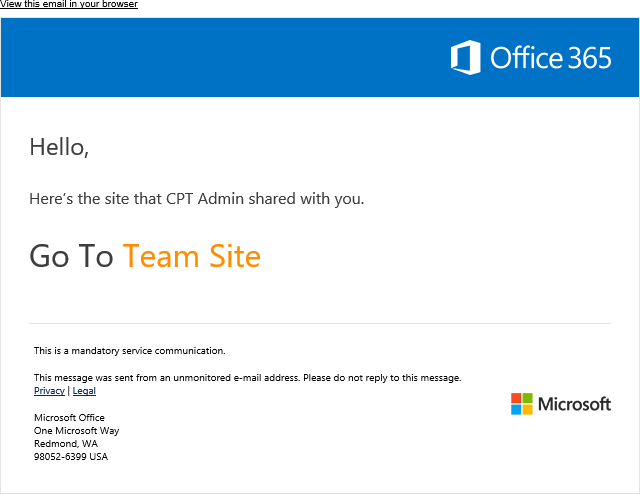 View this email in your browser
Office 365
Hello,
Here's the site that CPT Admin shared with you.
Go To Team Site
This is a mandatory service communication.
This message was sent from an unmonitored e-mail address. Please do not reply to this message.
Privacy | Legal
Microsoft
Microsoft Office
One Microsoft Way
Redmond, WA
98052-6399 USA